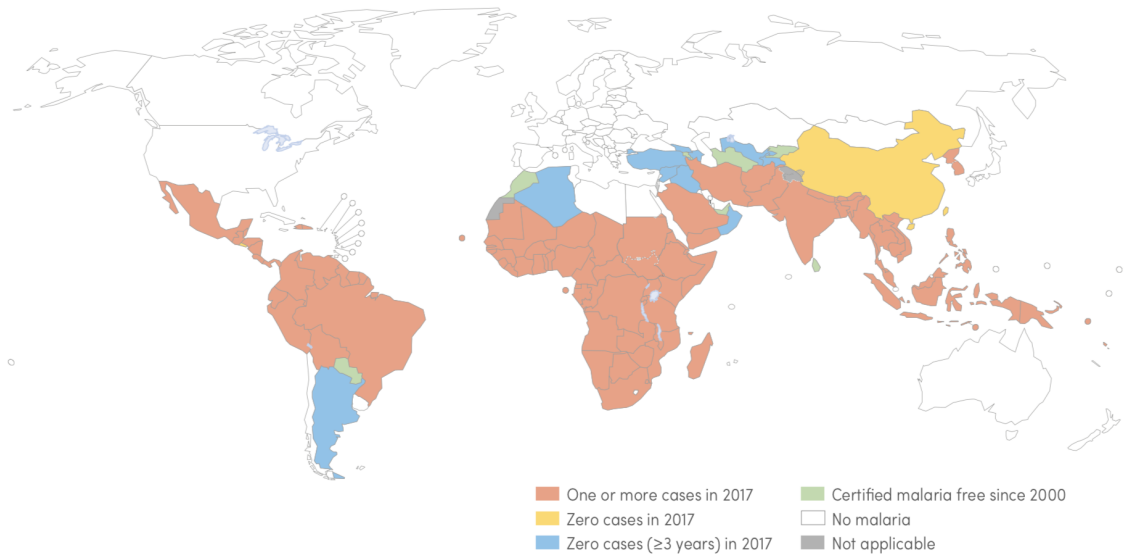 One or more cases in 2017
Zero cases in 2017
Zero cases (≥3 years) in 2017
Certified malaria free since 2000
No malaria
Not applicable